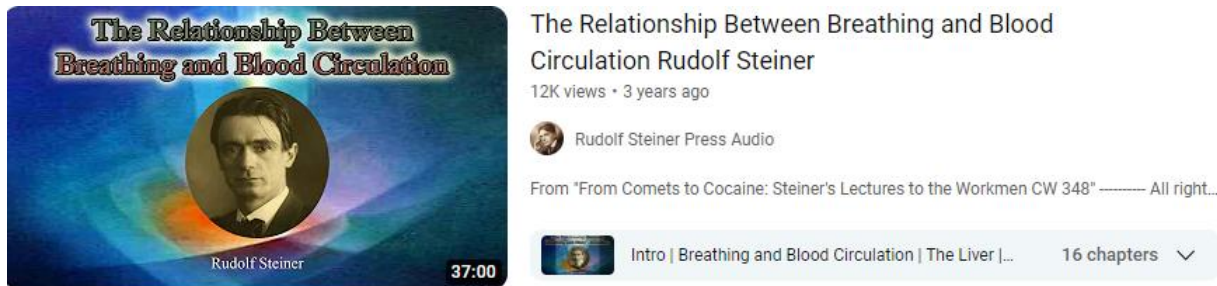 The Relationship Between
Breathing and Blood Circulation
Rudolf Steiner
37:00
The Relationship Between Breathing and Blood
Circulation Rudolf Steiner
12K views • 3 years ago
Rudolf Steiner Press Audio
From "From Comets to Cocaine: Steiner's Lectures to the Workmen CW 348" ---------- All right...
Intro | Breathing and Blood Circulation | The Liver |...
16 chapters